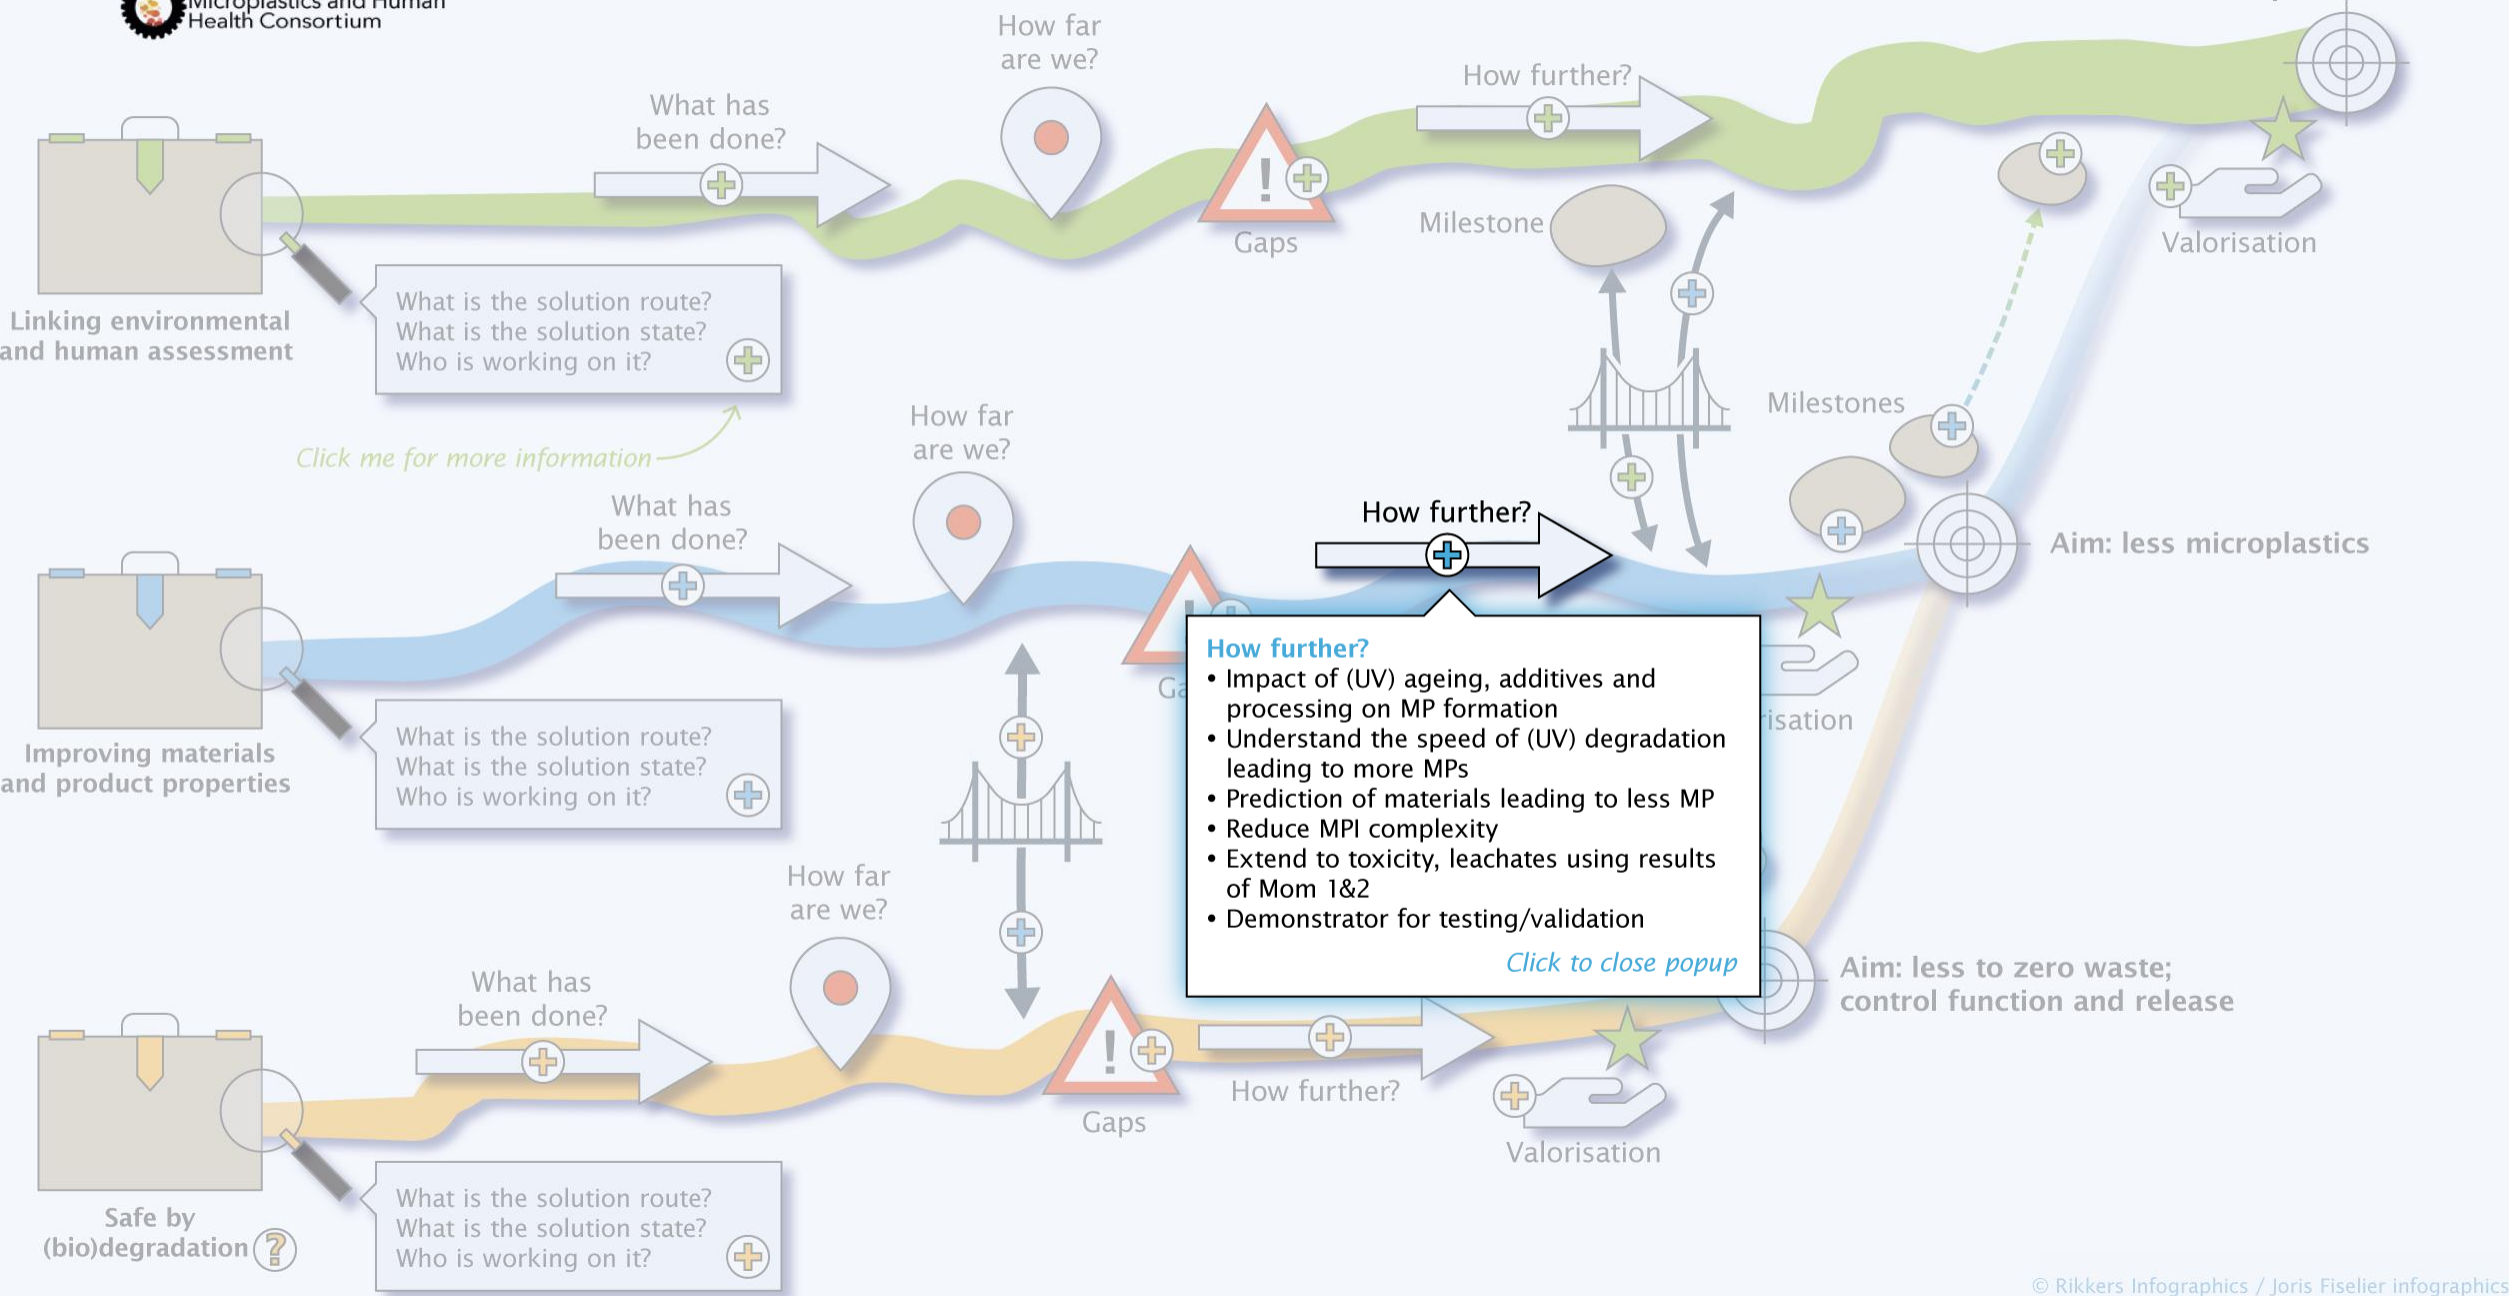 Microplastics and Human
Health Consortium
How far
are we?
What has
been done?
How further?
Gaps
Milestone
Valorisation
Linking environmental
and human assessment
What is the solution route?
What is the solution state?
Who is working on it?
Click me for more information
Milestones
How far
are we?
What has
been done?
How further?
Aim: less microplastics
Improving materials
and product properties
What is the solution route?
What is the solution state?
Who is working on it?
How further?
• Impact of (UV) ageing, additives and
processing on MP formation
• Understand the speed of (UV) degradation
leading to more MPs
• Prediction of materials leading to less MP
• Reduce MPI complexity
• Extend to toxicity, leachates using results
of Mom 1&2
• Demonstrator for testing/validation
Click to close popup
How far
are we?
What has
been done?
Gaps
How further?
Valorisation
Aim: less to zero waste;
control function and release
Safe by
(bio)degradation ?
What is the solution route?
What is the solution state?
Who is working on it?
© Rikkers Infographics / Joris Fiselier infographics